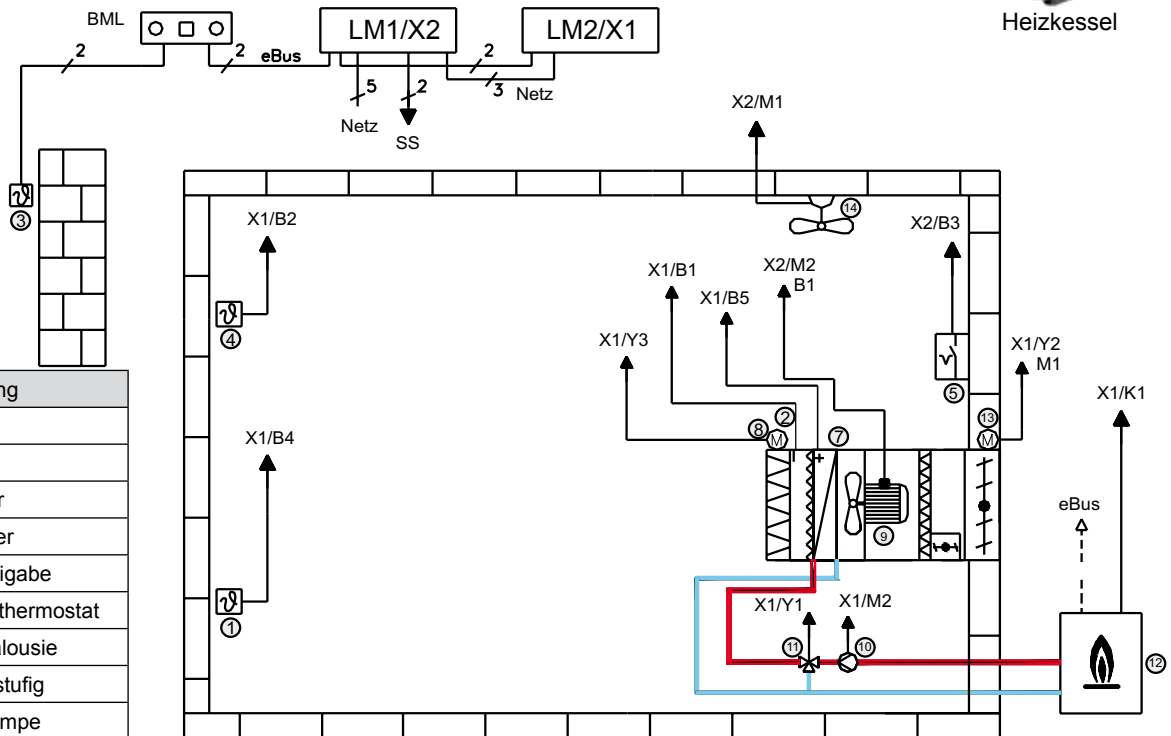 Heizkessel
BML
LM1/X2
LM2/X1
2
2
eBus
2
5
2
3
Netz
Netz
SS
X2/M1
3
14
X1/B2
X2/B3
X1/B1
X2/M2
B1
X1/B5
4
X1/Y3
X1/Y2
M1
5
X1/K1
ng
2
13
8
M
7
M
X1/B4
+
r
er
eBus
9
igabe
thermostat
X1/Y1
X1/M2
1
alousie
11
10
12
stufig
mpe